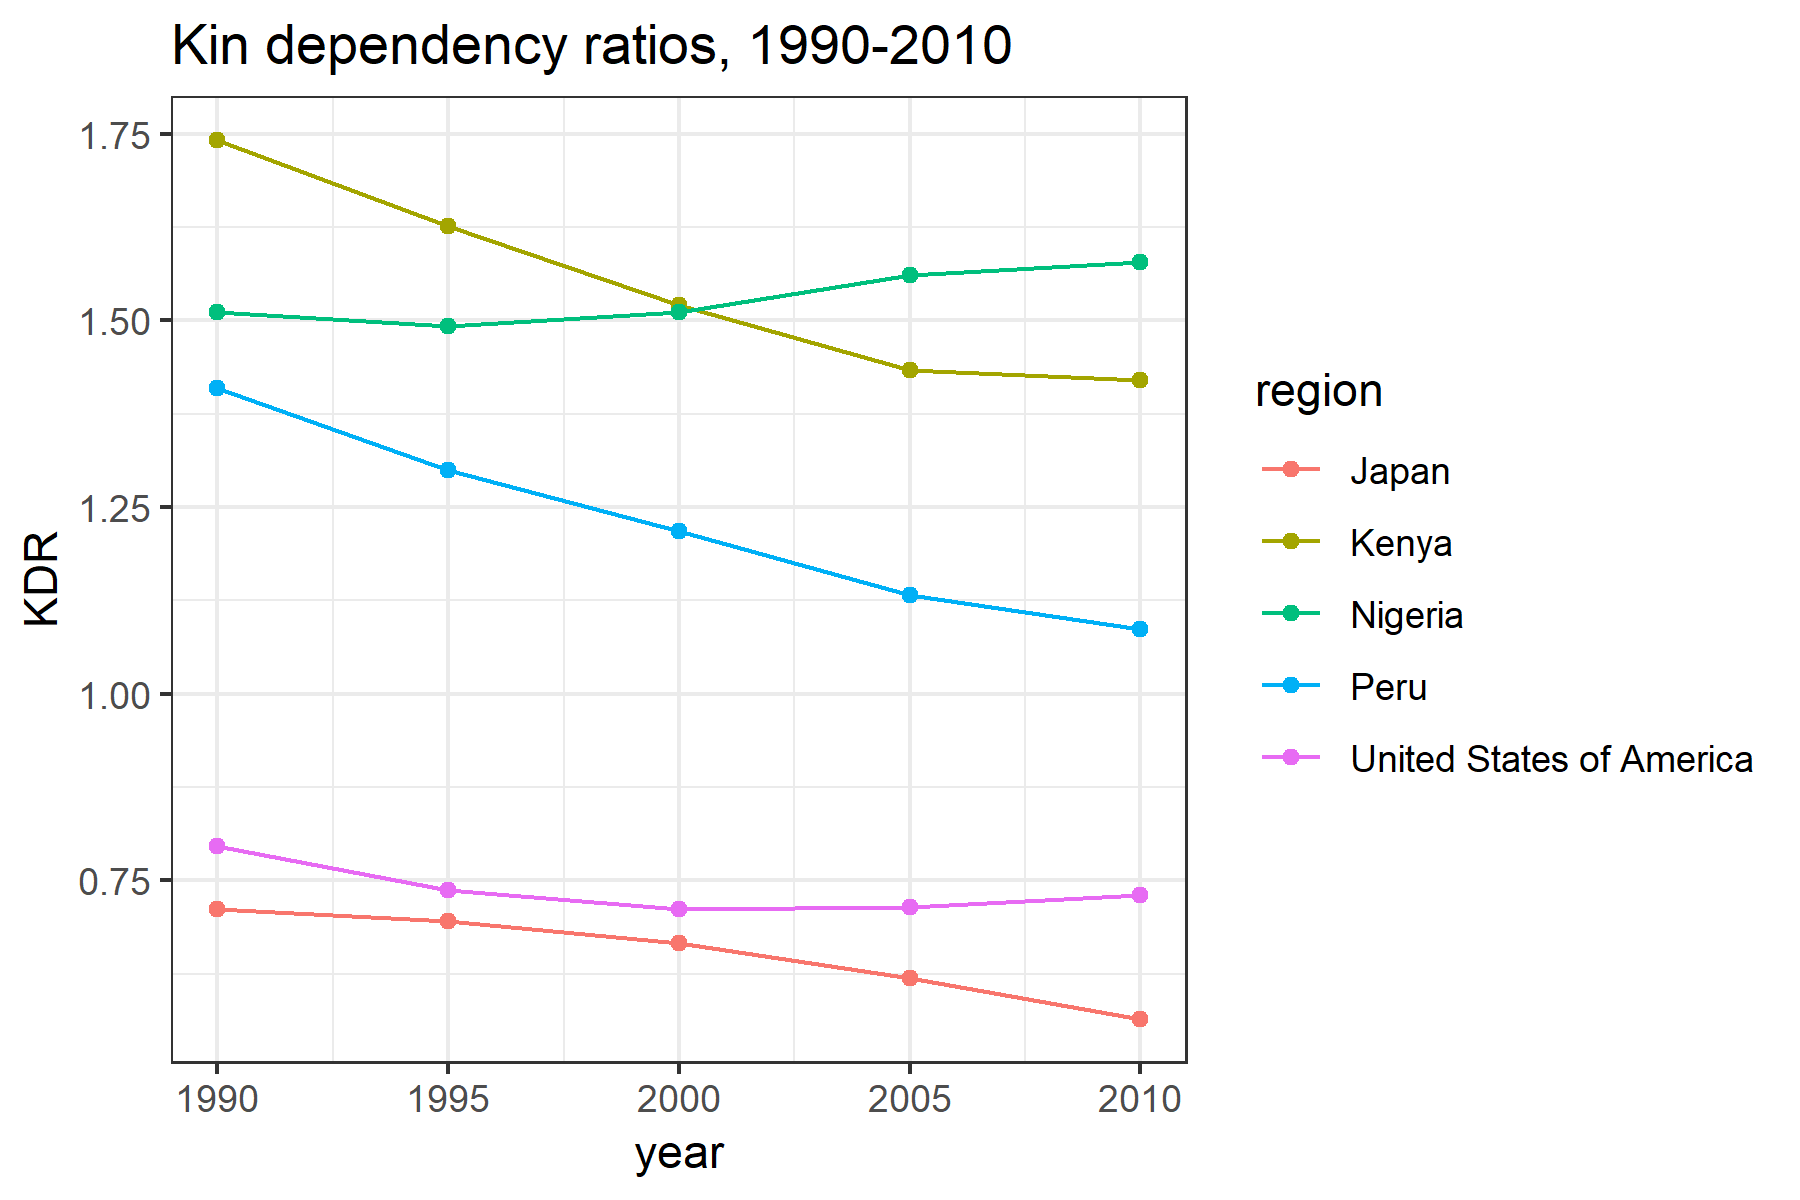 Kin dependency ratios, 1990-2010
1.75
1.50
1.25
1.00
0.75
KDR
1990 1995 2000 2005 2010
year
region
Japan
Kenya
Nigeria
Peru
United States of America